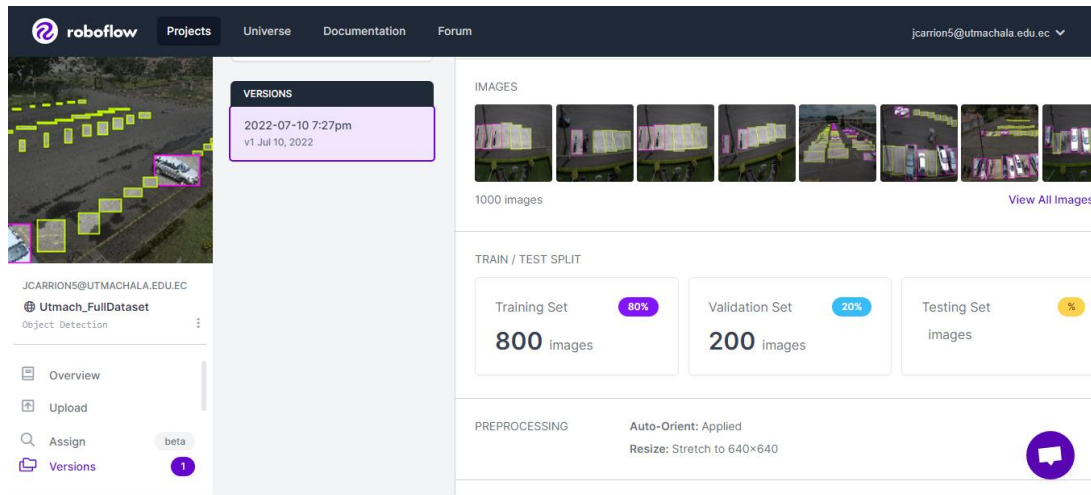 roboflow Projects Universe Documentation Forum jcarrion5@utmachala.edu.ec
JCARRION5@UTMACHALA.EDU.EC
Utmach_FullDataset
Object Detection
Overview
Upload
Assign beta
Versions 1
VERSIONS
2022-07-10 7:27pm
v1 Jul 10, 2022
IMAGES
1000 images View All Images
TRAIN / TEST SPLIT
Training Set 80%
800 images
Validation Set 20%
200 images
Testing Set %
images
PREPROCESSING Auto-Orient: Applied
Resize: Stretch to 640×640